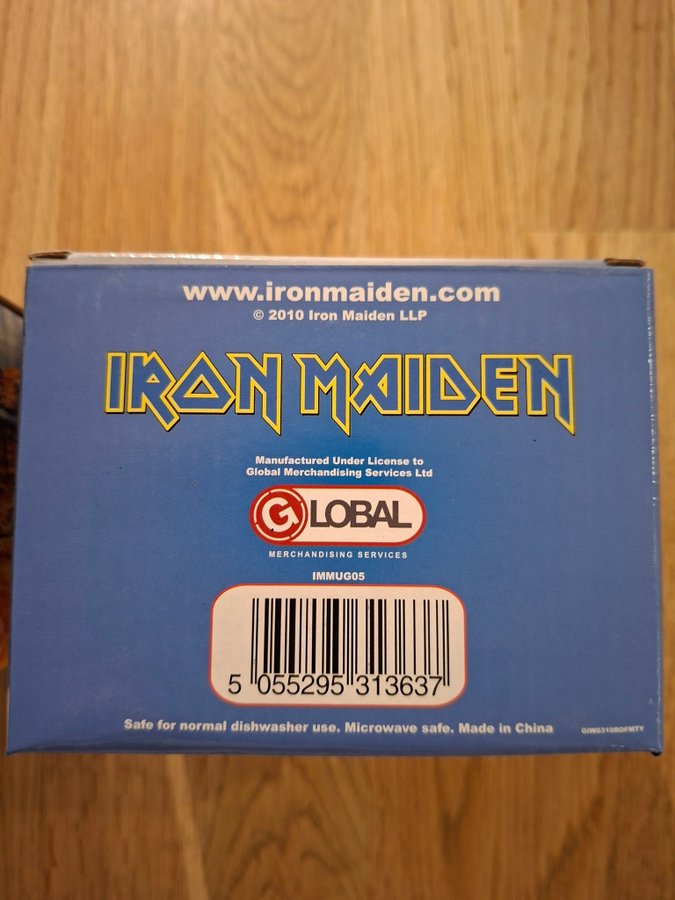 www.ironmaiden.com
© 2010 Iron Maiden LLP
IRON MAIDEN
Manufactured Under License to
Global Merchandising Services Ltd
GLOBAL
MERCHANDISING SERVICES
IMMUG05
5 055295 313637
Safe for normal dishwasher use. Microwave safe. Made in China